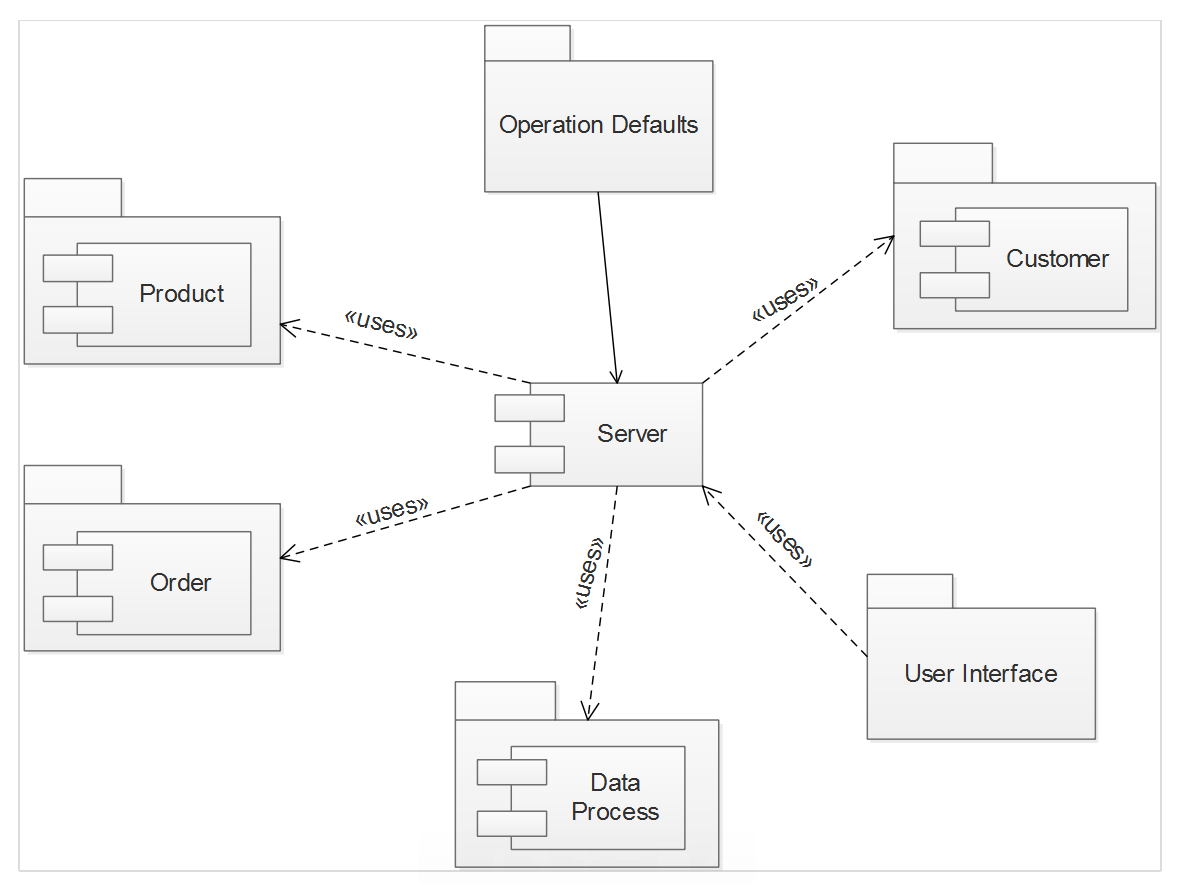 Operation Defaults
Customer
Product
«uses»
«uses»
Server
«uses»
«uses»
«uses»
Order
User Interface
Data
Process